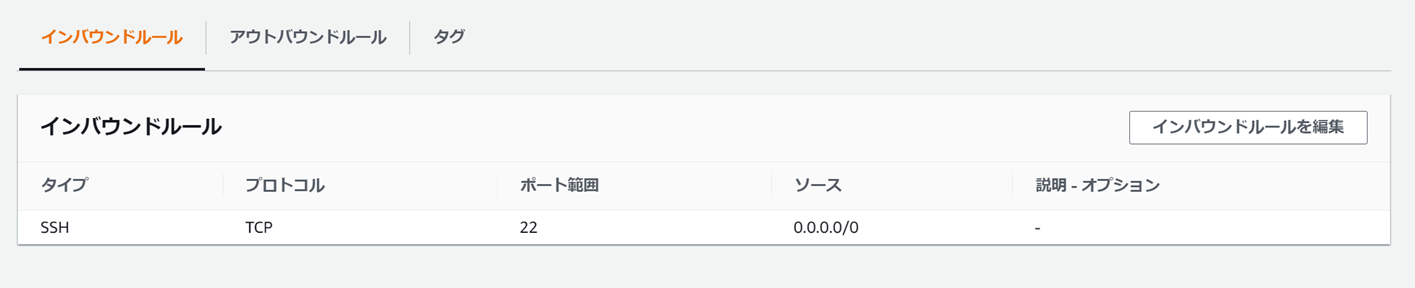 インバウンドルール アウトバウンドルール タグ
インバウンドルール インバウンドルールを編集
タイプ プロトコル ポート範囲 ソース 説明 - オプション
SSH TCP 22 0.0.0.0/0 -